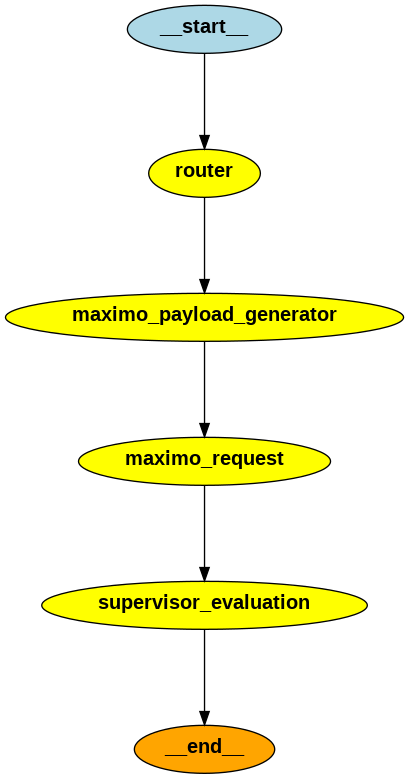 __start__
router
maximo_payload_generator
maximo_request
supervisor_evaluation
__end__